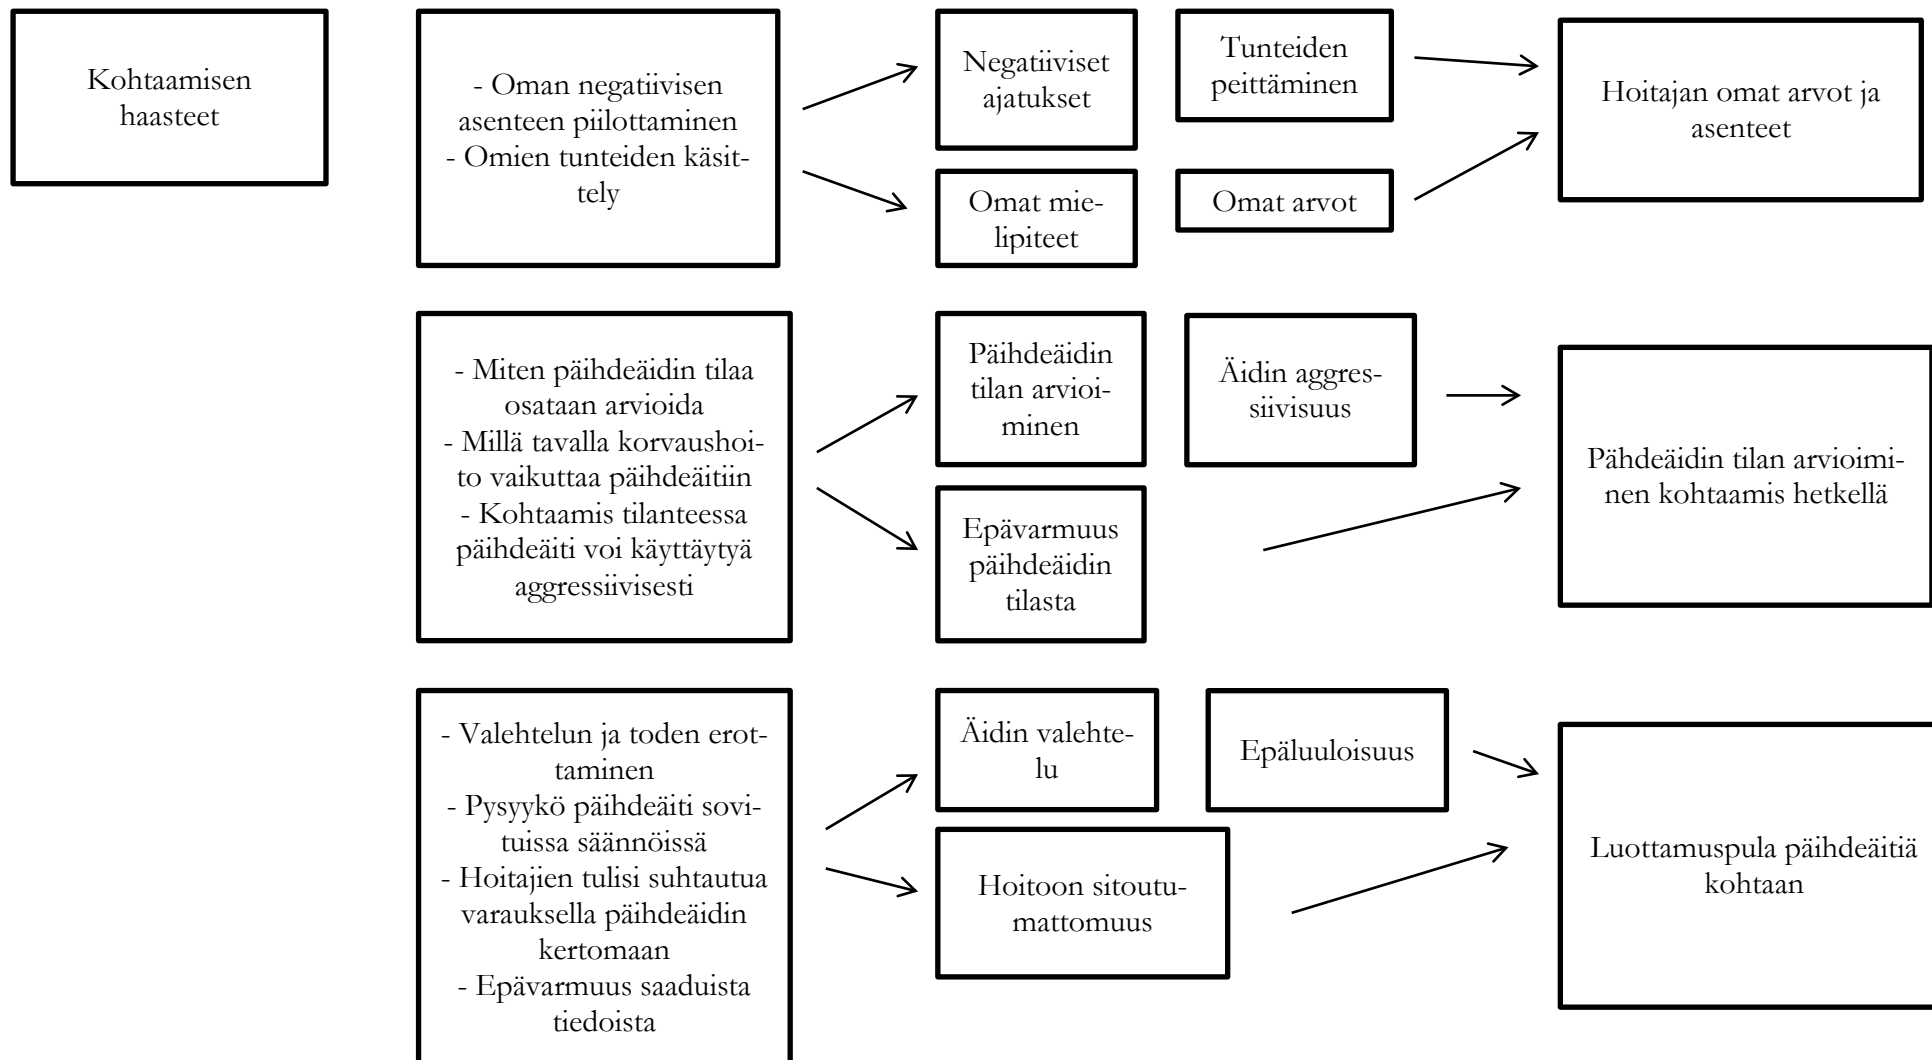 Kohtaamisen
haasteet
- Oman negatiivisen
asenteen piilottaminen
- Omien tunteiden käsit-
tely
Negatiiviset
ajatukset
Tunteiden
peittäminen
Omat mie-
lipiteet
Omat arvot
Hoitajan omat arvot ja
asenteet
- Miten päihdeäidin tilaa
osataan arvioida
- Millä tavalla korvaushoi-
to vaikuttaa päihdeäitiin
- Kohtaamis tilanteessa
päihdeäiti voi käyttäytyä
aggressiivisesti
Päihdeäidin
tilan arvioi-
minen
Äidin aggres-
siivisuus
Epävarmuus
päihdeäidin
tilasta
Pähdeäidin tilan arvioimi-
nen kohtaamis hetkellä
- Valehtelun ja toden erot-
taminen
- Pysyykö päihdeäiti sovi-
tuissa säännöissä
- Hoitajien tulisi suhtautua
varauksella päihdeäidin
kertomaan
- Epävarmuus saaduista
tiedoista
Äidin valehte-
lu
Epäluuloisuus
Hoitoon sitoutu-
mattomuus
Luottamuspula päihdeäitiä
kohtaan